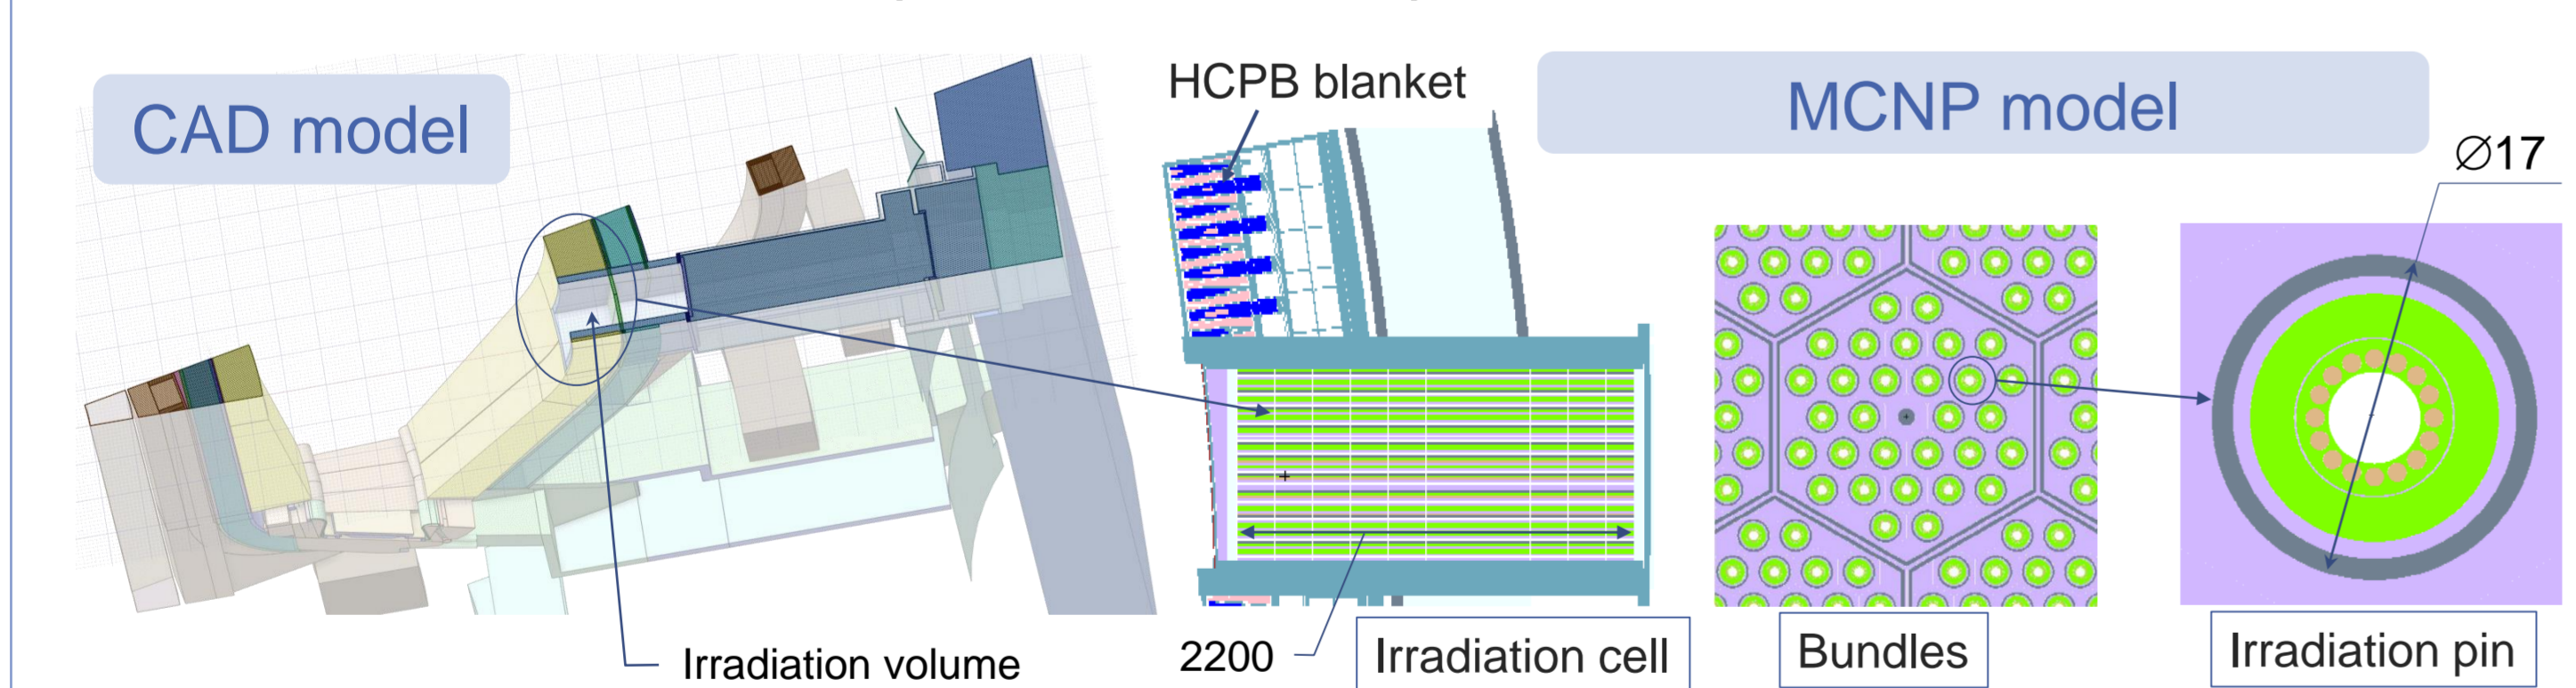 CAD model
HCPB blanket
MCNP model
∅17
Irradiation volume
2200
Irradiation cell
Bundles
Irradiation pin